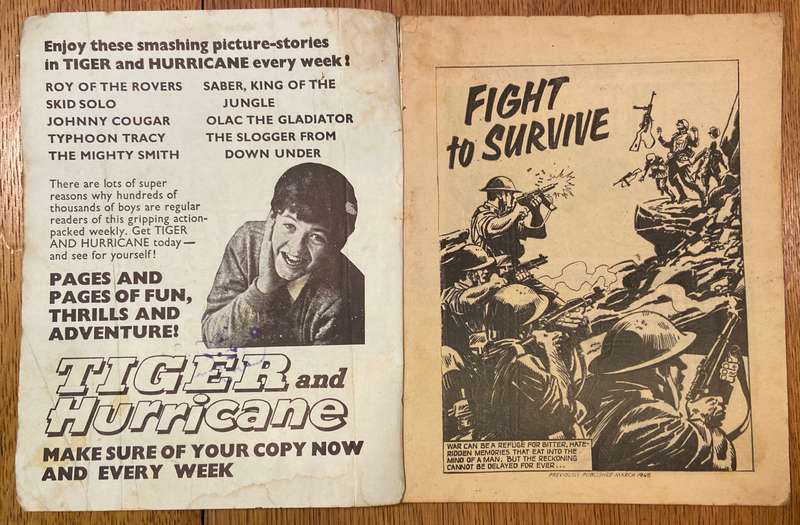 Enjoy these smashing picture-stories
in TIGER and HURRICANE every week!
ROY OF THE ROVERS
SKID SOLO
JOHNNY COUGAR
TYPHOON TRACY
THE MIGHTY SMITH
SABER, KING OF THE
JUNGLE
OLAC THE GLADIATOR
THE SLOGGER FROM
DOWN UNDER
There are lots of super
reasons why hundreds of
thousands of boys are regular
readers of this gripping action-
packed weekly. Get TIGER
AND HURRICANE today—
and see for yourself!
PAGES AND
PAGES OF FUN,
THRILLS AND
ADVENTURE!
TIGER and
Hurricane
MAKE SURE OF YOUR COPY NOW
AND EVERY WEEK
FIGHT
to SURVIVE
WAR CAN BE A REFUGE FOR BITTER, HATE-
RIDDEN MEMORIES THAT EAT INTO THE
MIND OF A MAN. BUT THE RECKONING
CANNOT BE DELAYED FOR EVER...
PREVIOUSLY PUBLISHED MARCH